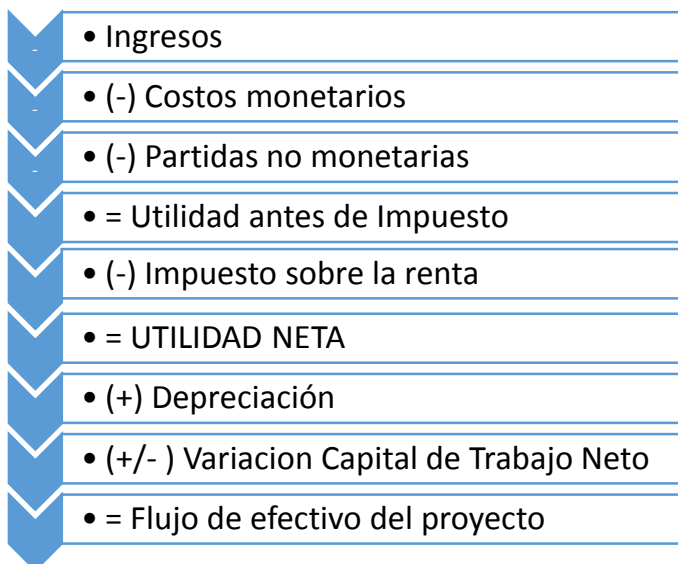 • Ingresos
• (-) Costos monetarios
• (-) Partidas no monetarias
• = Utilidad antes de Impuesto
• (-) Impuesto sobre la renta
• = UTILIDAD NETA
• (+) Depreciación
• (+/- ) Variacion Capital de Trabajo Neto
• = Flujo de efectivo del proyecto